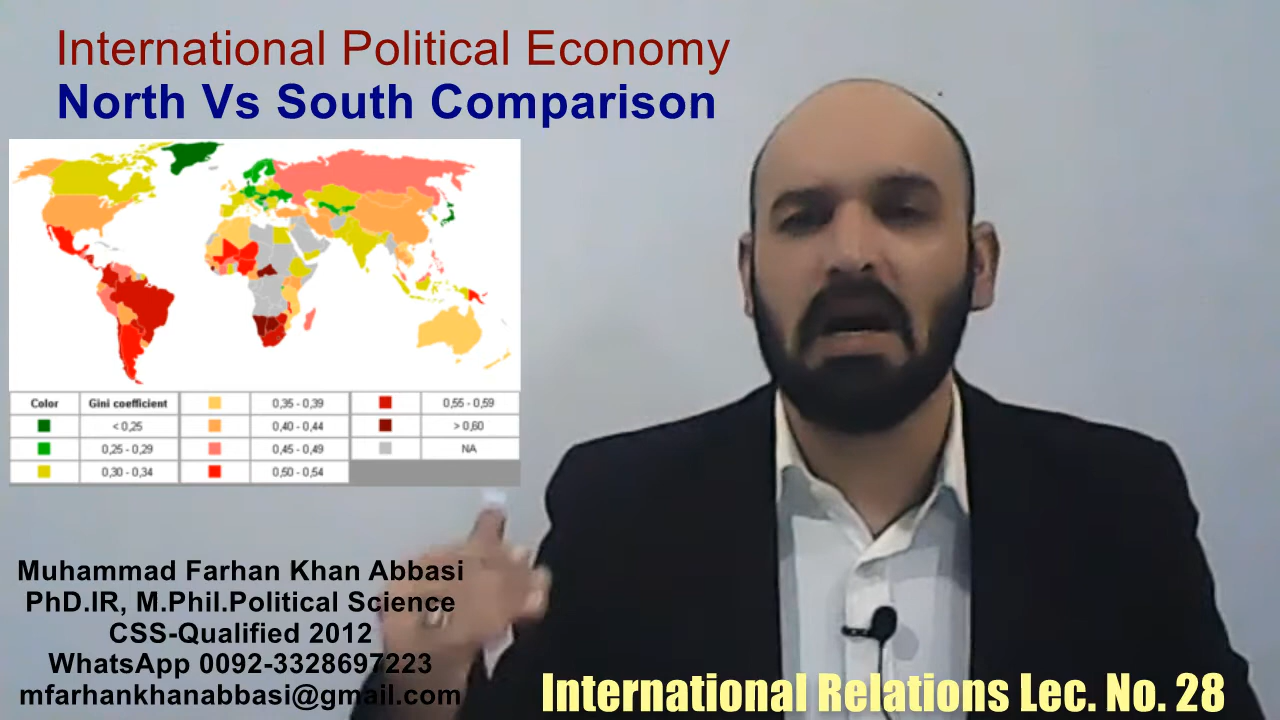 International Political Economy
North Vs South Comparison
Color Gini coefficient 0,35 - 0,39 0,55 - 0,59
< 0,25 0,40 - 0,44 > 0,60
0,25 - 0,29 0,45 - 0,49 NA
0,30 - 0,34 0,50 - 0,54
Muhammad Farhan Khan Abbasi
PhD.IR, M.Phil.Political Science
CSS-Qualified 2012
WhatsApp 0092-3328697223
mfarhankhanabbasi@gmail.com
International Relations Lec. No. 28